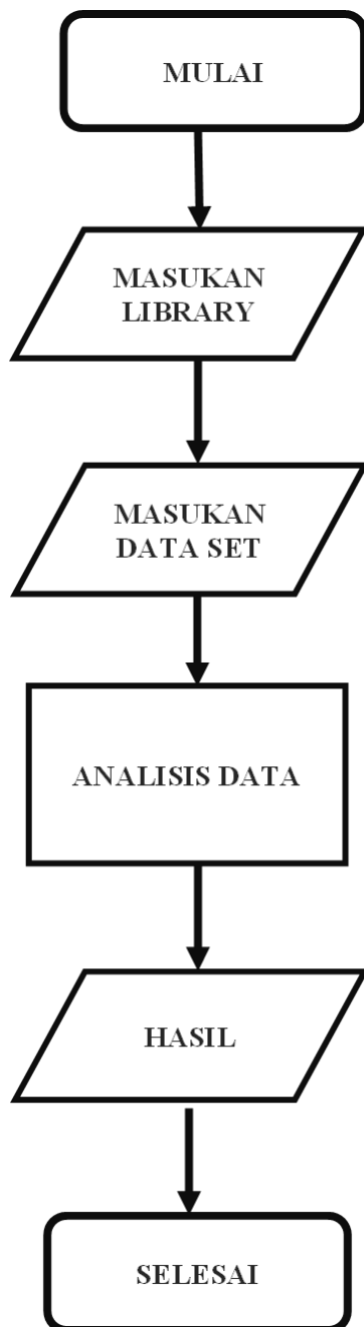 MULAI
MASUKAN
LIBRARY
MASUKAN
DATA SET
ANALISIS DATA
HASIL
SELESAI